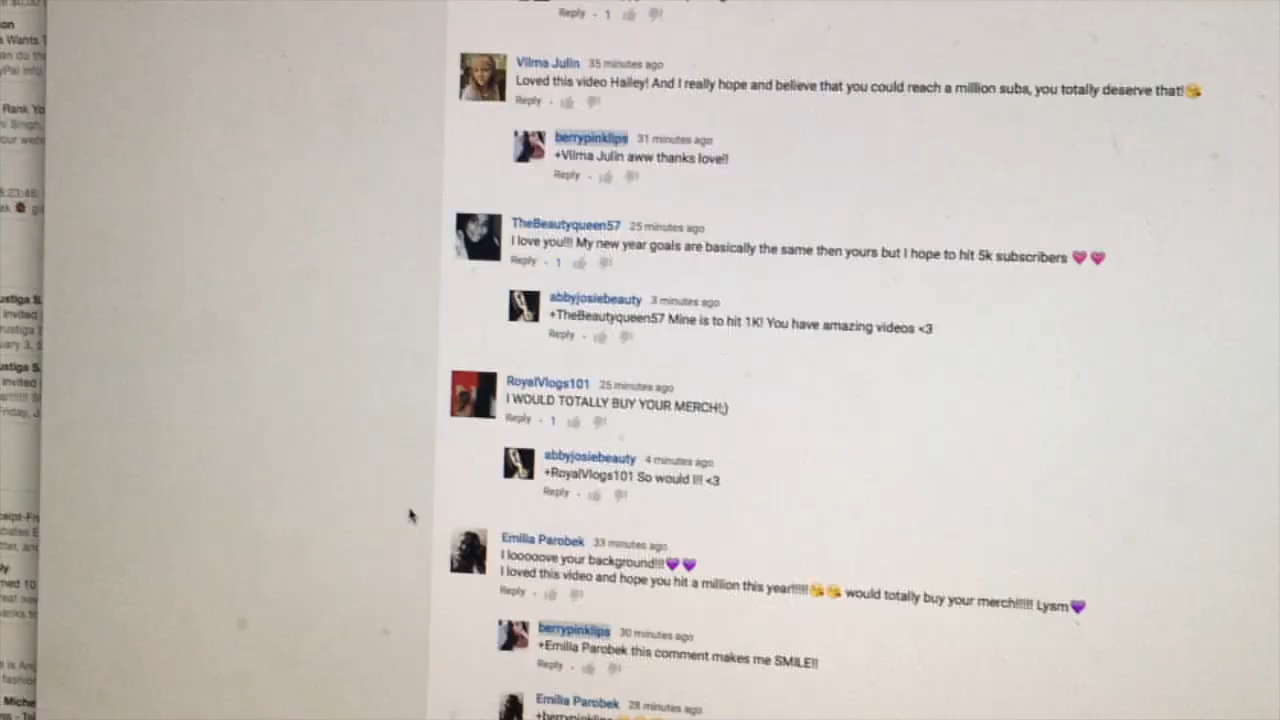 Reply · 1
Vilma Julin 35 minutes ago
Loved this video Hailey! And I really hope and believe that you could reach a million subs, you totally deserve that!😘
Reply ·
berrypinklips 31 minutes ago
+Vilma Julin aww thanks love!!
Reply ·
TheBeautyqueen57 25 minutes ago
I love you!!! My new year goals are basically the same then yours but I hope to hit 5k subscribers 💗💗
Reply · 1
abbyjosiebeauty 3 minutes ago
+TheBeautyqueen57 Mine is to hit 1K! You have amazing videos <3
Reply ·
RoyalVlogs101 25 minutes ago
I WOULD TOTALLY BUY YOUR MERCH!;)
Reply · 1
abbyjosiebeauty 4 minutes ago
+RoyalVlogs101 So would I!! <3
Reply ·
Emilia Parobek 33 minutes ago
I looooove your background!!!💜💜
I loved this video and hope you hit a million this year!!!!!😘😘 would totally buy your merch!!!!! Lysm💜
Reply ·
berrypinklips 30 minutes ago
+Emilia Parobek this comment makes me SMILE!!
Reply ·
Emilia Parobek 28 minutes ago
+berrypinklips